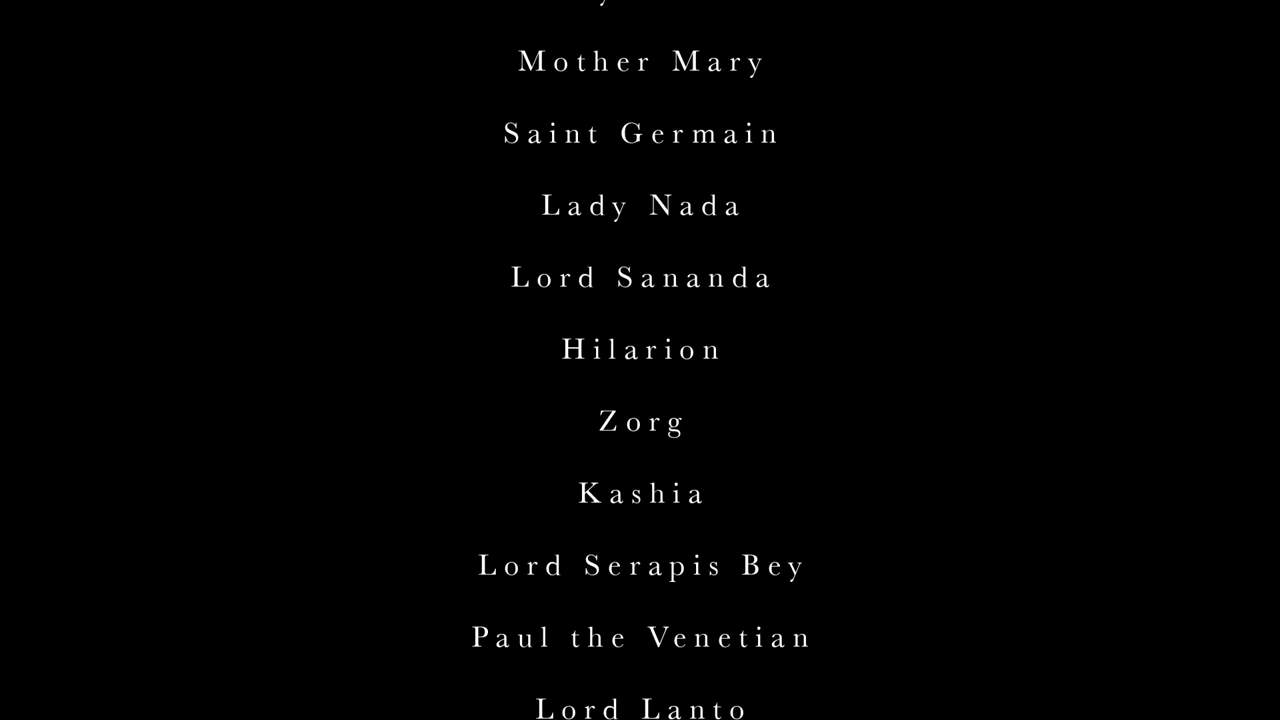 Mother Mary
Saint Germain
Lady Nada
Lord Sananda
Hilarion
Zorg
Kashia
Lord Serapis Bey
Paul the Venetian
Lord Lanto